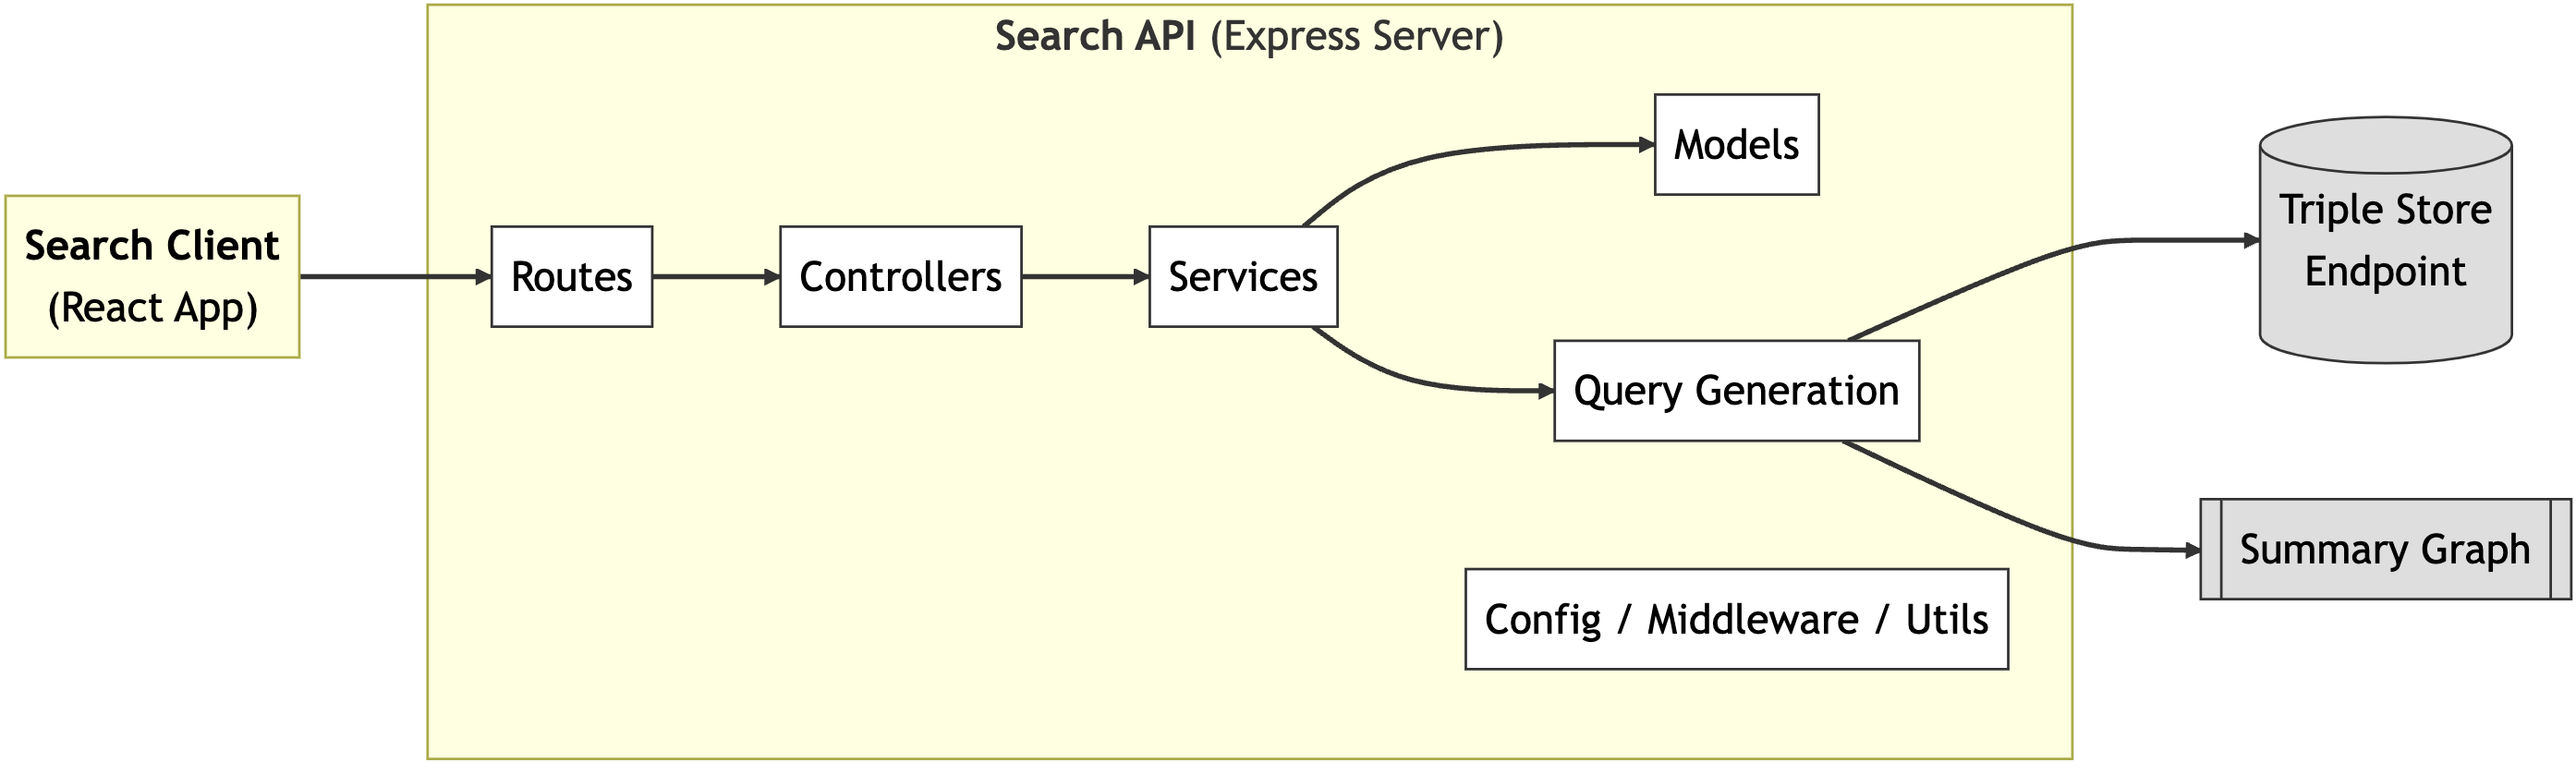 Search API (Express Server)
Search Client
(React App)
Routes
Controllers
Services
Models
Query Generation
Config / Middleware / Utils
Triple Store
Endpoint
Summary Graph